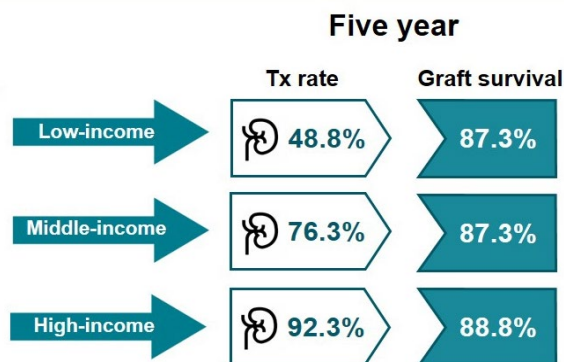 Five year
Tx rate Graft survival
Low-income 48.8% 87.3%
Middle-income 76.3% 87.3%
High-income 92.3% 88.8%